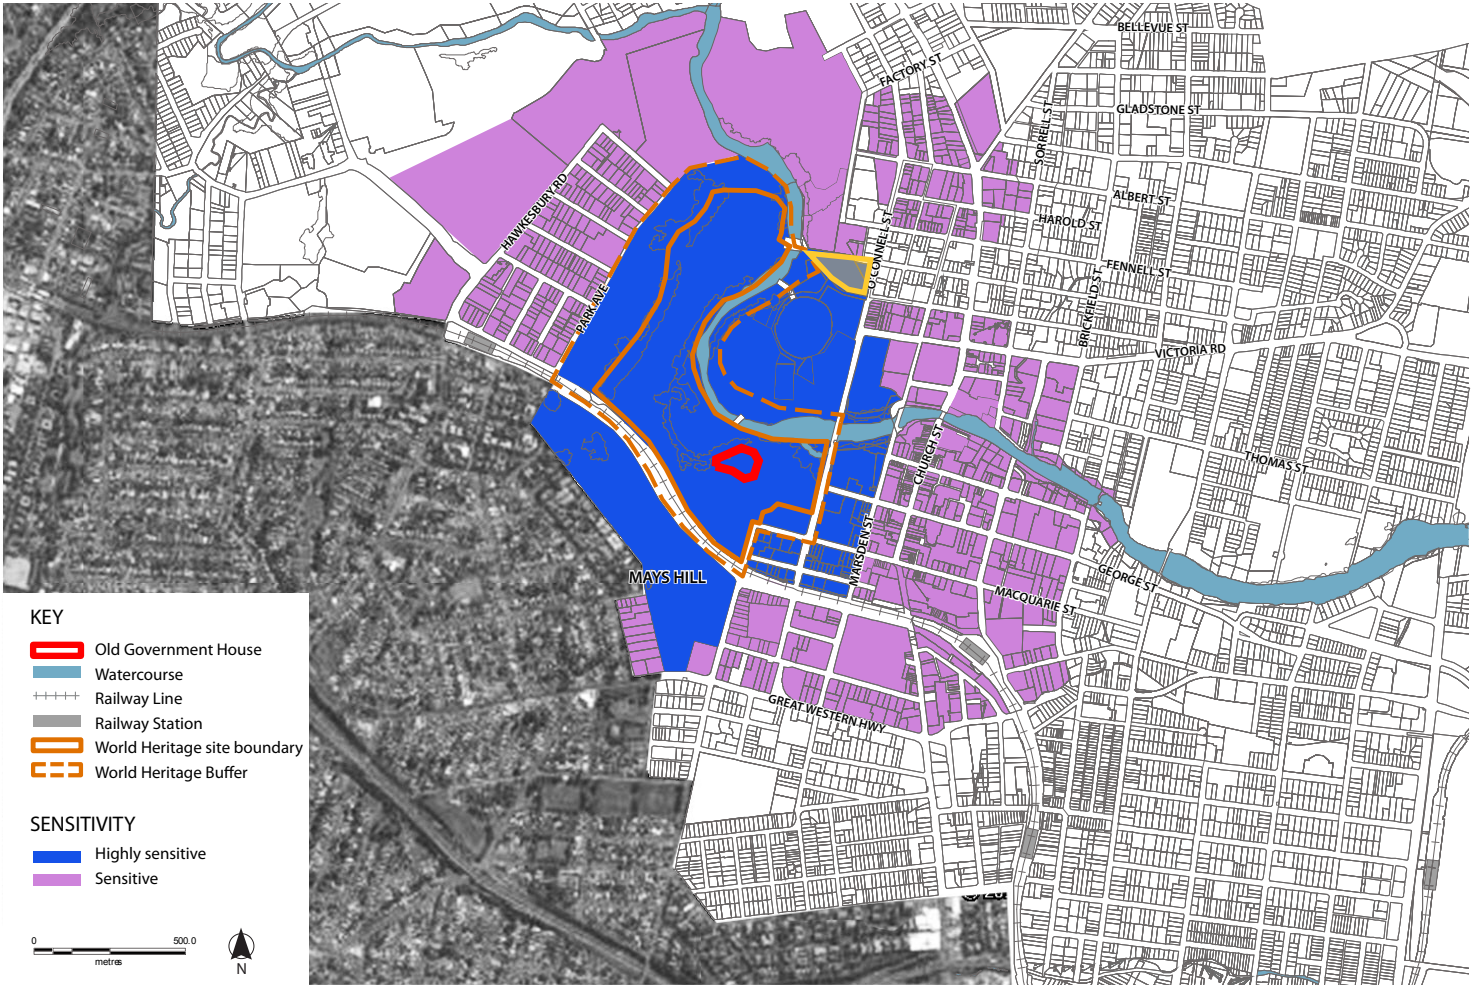 BELLEVUE ST
FACTORY ST
GLADSTONE ST
SORRELL ST
HAWKESBURY RD
ALBERT ST
HAROLD ST
O'CONNELL ST
FENNELL ST
PARK AVE
BRICKFIELD ST
VICTORIA RD
CHURCH ST
THOMAS ST
MARSDEN ST
MAYS HILL
GEORGE ST
MACQUARIE ST
GREAT WESTERN HWY
KEY
Old Government House
Watercourse
Railway Line
Railway Station
World Heritage site boundary
World Heritage Buffer
SENSITIVITY
Highly sensitive
Sensitive
0 500.0
metres
N